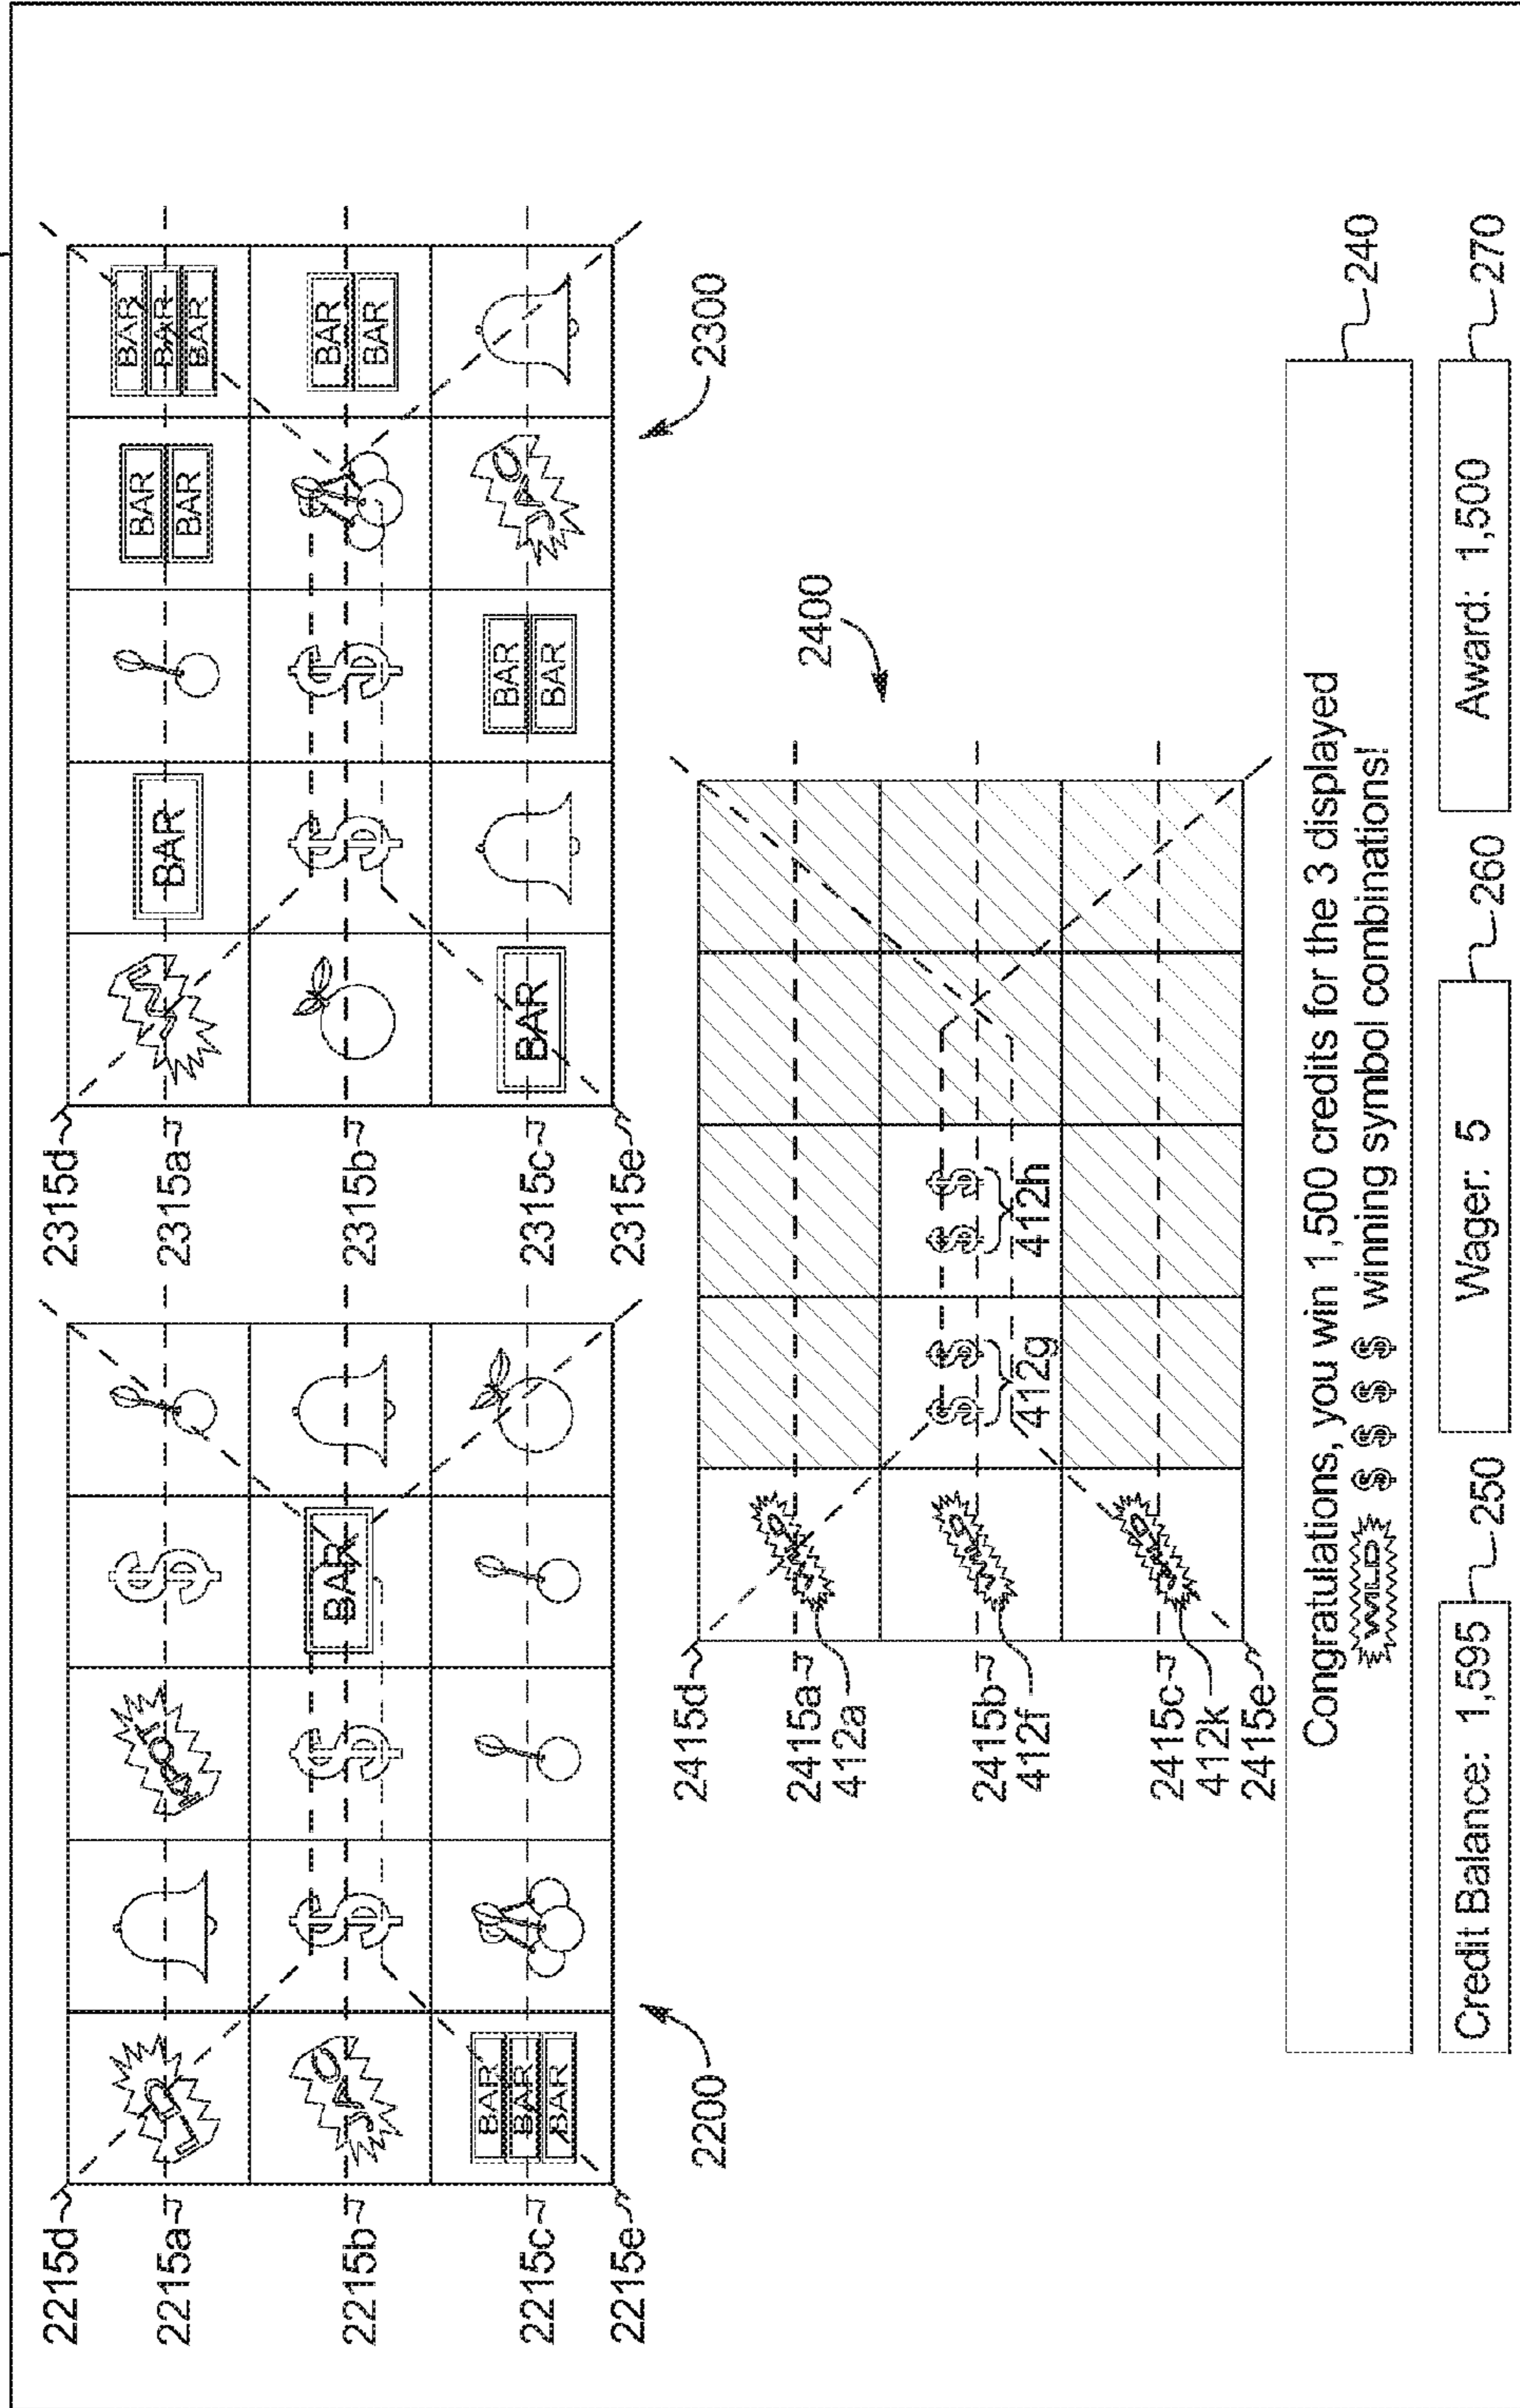 2215d
2215a
$
2215b
$ $ BAR
2215c
BAR
BAR
BAR
2215e
2200
2315d
2315a
BAR
BAR
BAR
BAR
BAR
BAR
2315b
$ $
BAR
BAR
2315c
BAR
BAR
BAR
2315e
2300
2415d
2415a
412a
2415b
412f
$ $ $ $
412g 412h
2415c
412k
2415e
2400
Congratulations, you win 1,500 credits for the 3 displayed
WILD $ $ $ $ winning symbol combinations!
240
Credit Balance: 1,595
250
Wager: 5
260
Award: 1,500
270